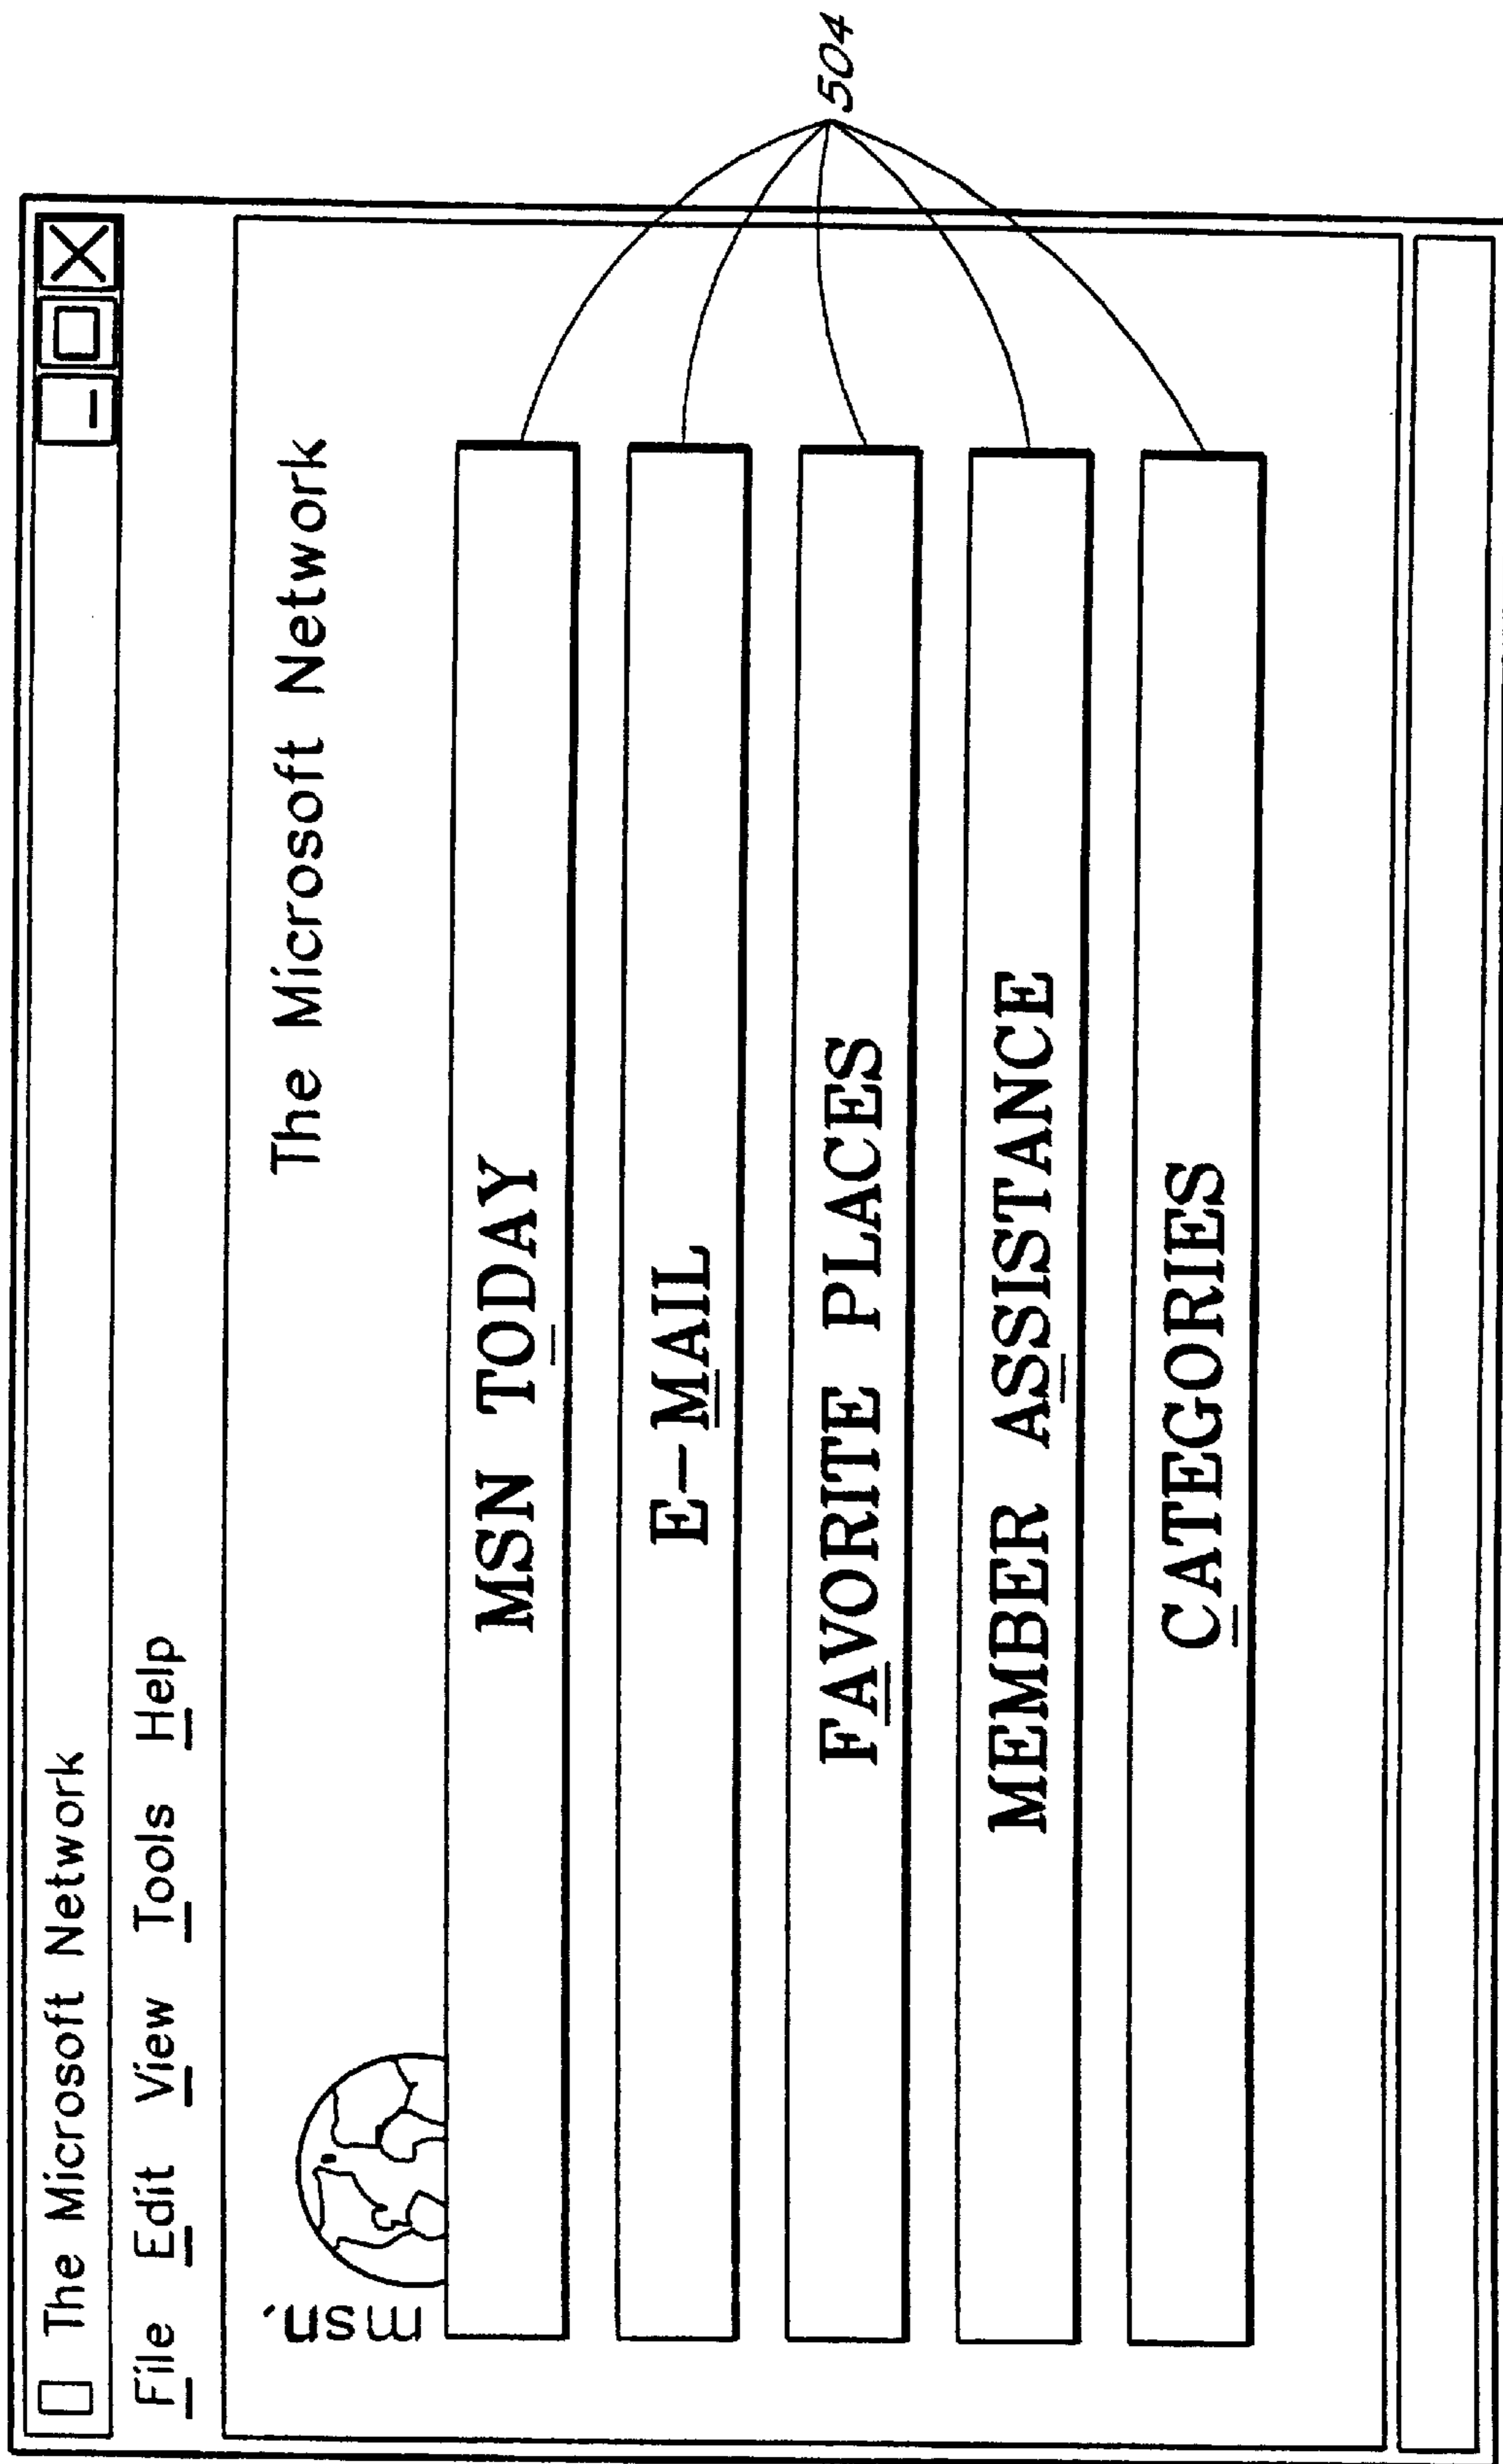 The Microsoft Network
File Edit View Tools Help
msn.
The Microsoft Network
MSN TODAY
E-MAIL
FAVORITE PLACES
MEMBER ASSISTANCE
CATEGORIES
504